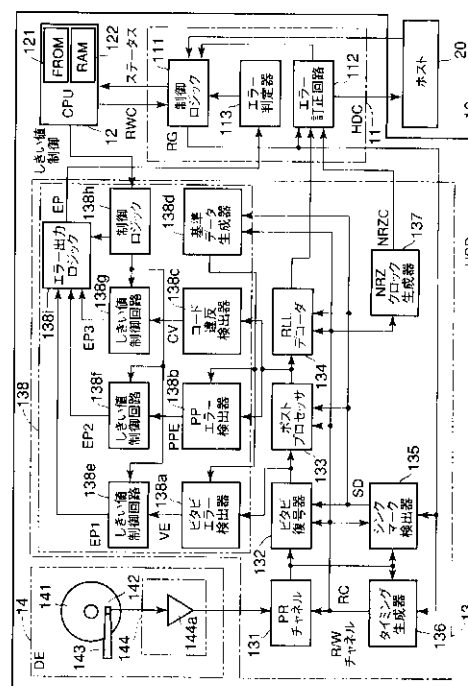 121
FROM
RAM
122
CPU
12
RWC
ステータス
111
制御
ロジック
RG
エラー
判定器
113
エラー
訂正回路
112
HDC
11
ホスト
20
しきい値
制御
EP
138
エラー出力
ロジック
138i
制御
ロジック
138h
EP3
138g
しきい値
制御回路
EP2
138f
しきい値
制御回路
EP1
138e
しきい値
制御回路
138d
基準
データ
生成器
CV
138c
コード
違反
検出器
PPE
138b
PP
エラー
検出器
VE
138a
ビタビ
エラー
検出器
NRZC
137
NRZ
クロック
生成器
RLL
デコーダ
134
ポスト
プロセッサ
133
ビタビ
復号器
132
SD
シンク
マーク
検出器
135
PR
チャネル
131
RC
R/W
チャネル
タイミング
生成器
136
13
14
DE
141
142
143
144
144a